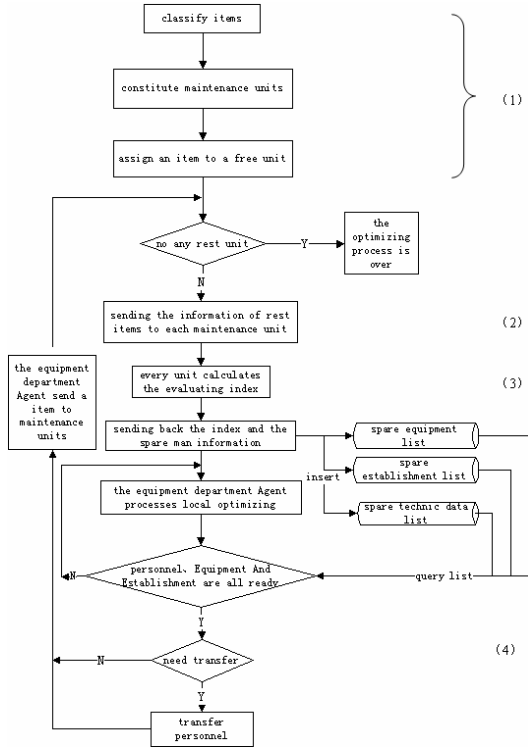 classify items
constitute maintenance units
(1)
assign an item to a free unit
no any rest unit
Y
the
optimizing
process is
over
N
sending the information of rest
items to each maintenance unit
(2)
the equipment
department
Agent send a
item to
maintenance
units
every unit calculates
the evaluating index
(3)
sending back the index and the
spare man information
spare equipment
list
spare
establishment list
insert
spare technic data
list
the equipment department Agent
processes local optimizing
personnel、Equipment And
Establishment are all ready
N
query list
Y
need transfer
N
(4)
Y
transfer
personnel